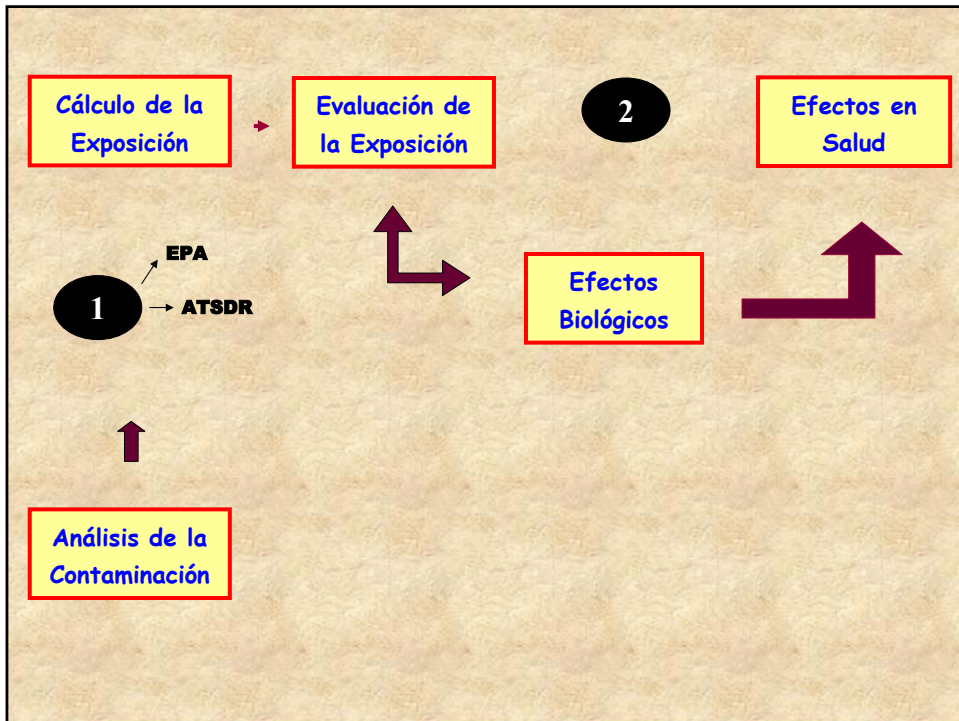 Cálculo de la
Exposición
Evaluación de
la Exposición
2
Efectos en
Salud
EPA
1
ATSDR
Efectos
Biológicos
Análisis de la
Contaminación